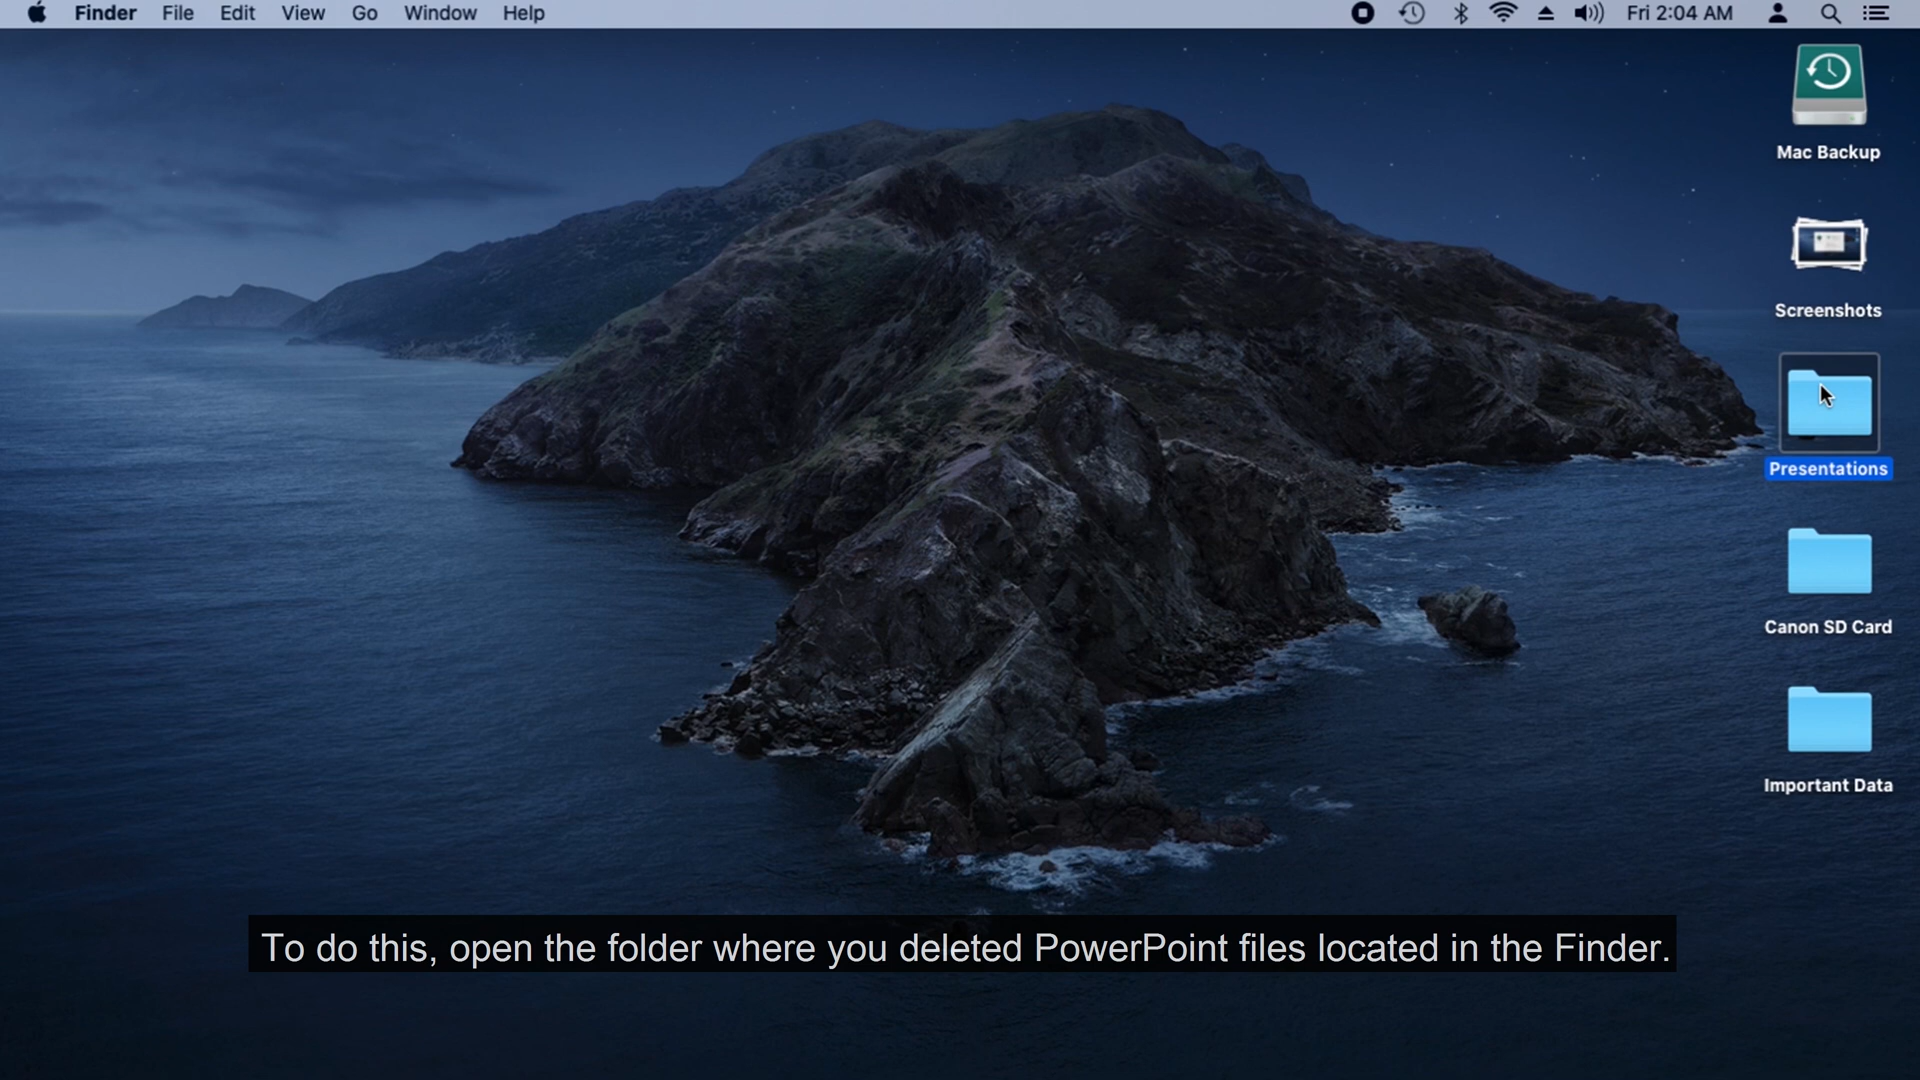 Finder File Edit View Go Window Help Fri 2:04 AM
Mac Backup
Screenshots
Presentations
Canon SD Card
Important Data
To do this, open the folder where you deleted PowerPoint files located in the Finder.